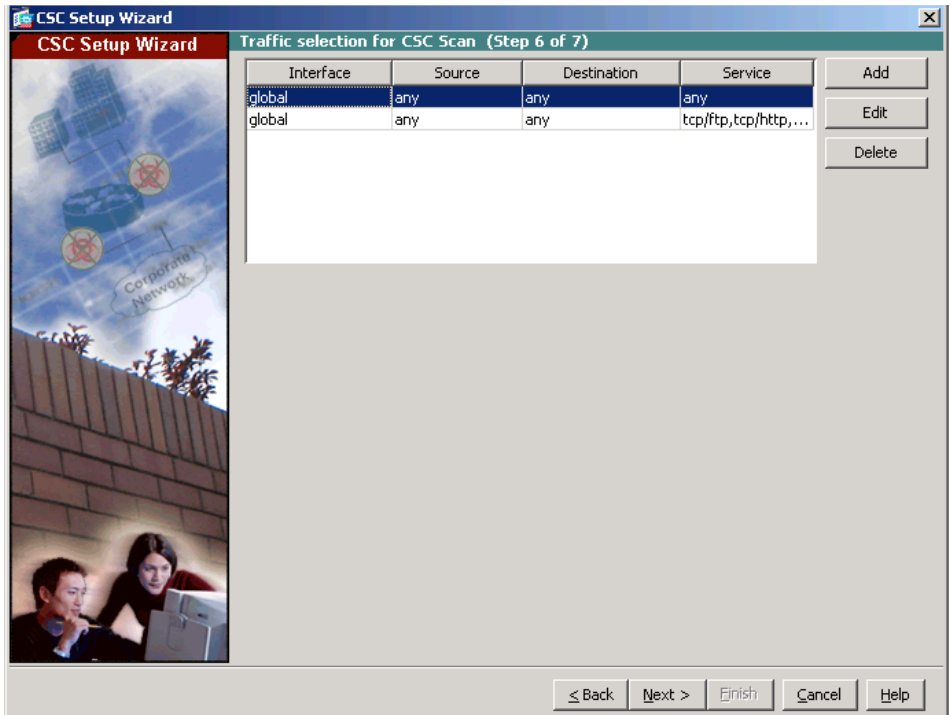 CSC Setup Wizard
CSC Setup Wizard
Traffic selection for CSC Scan (Step 6 of 7)
Interface Source Destination Service
global any any any
global any any tcp/ftp,tcp/http,...
Add
Edit
Delete
Corporate
Network
< Back Next > Finish Cancel Help